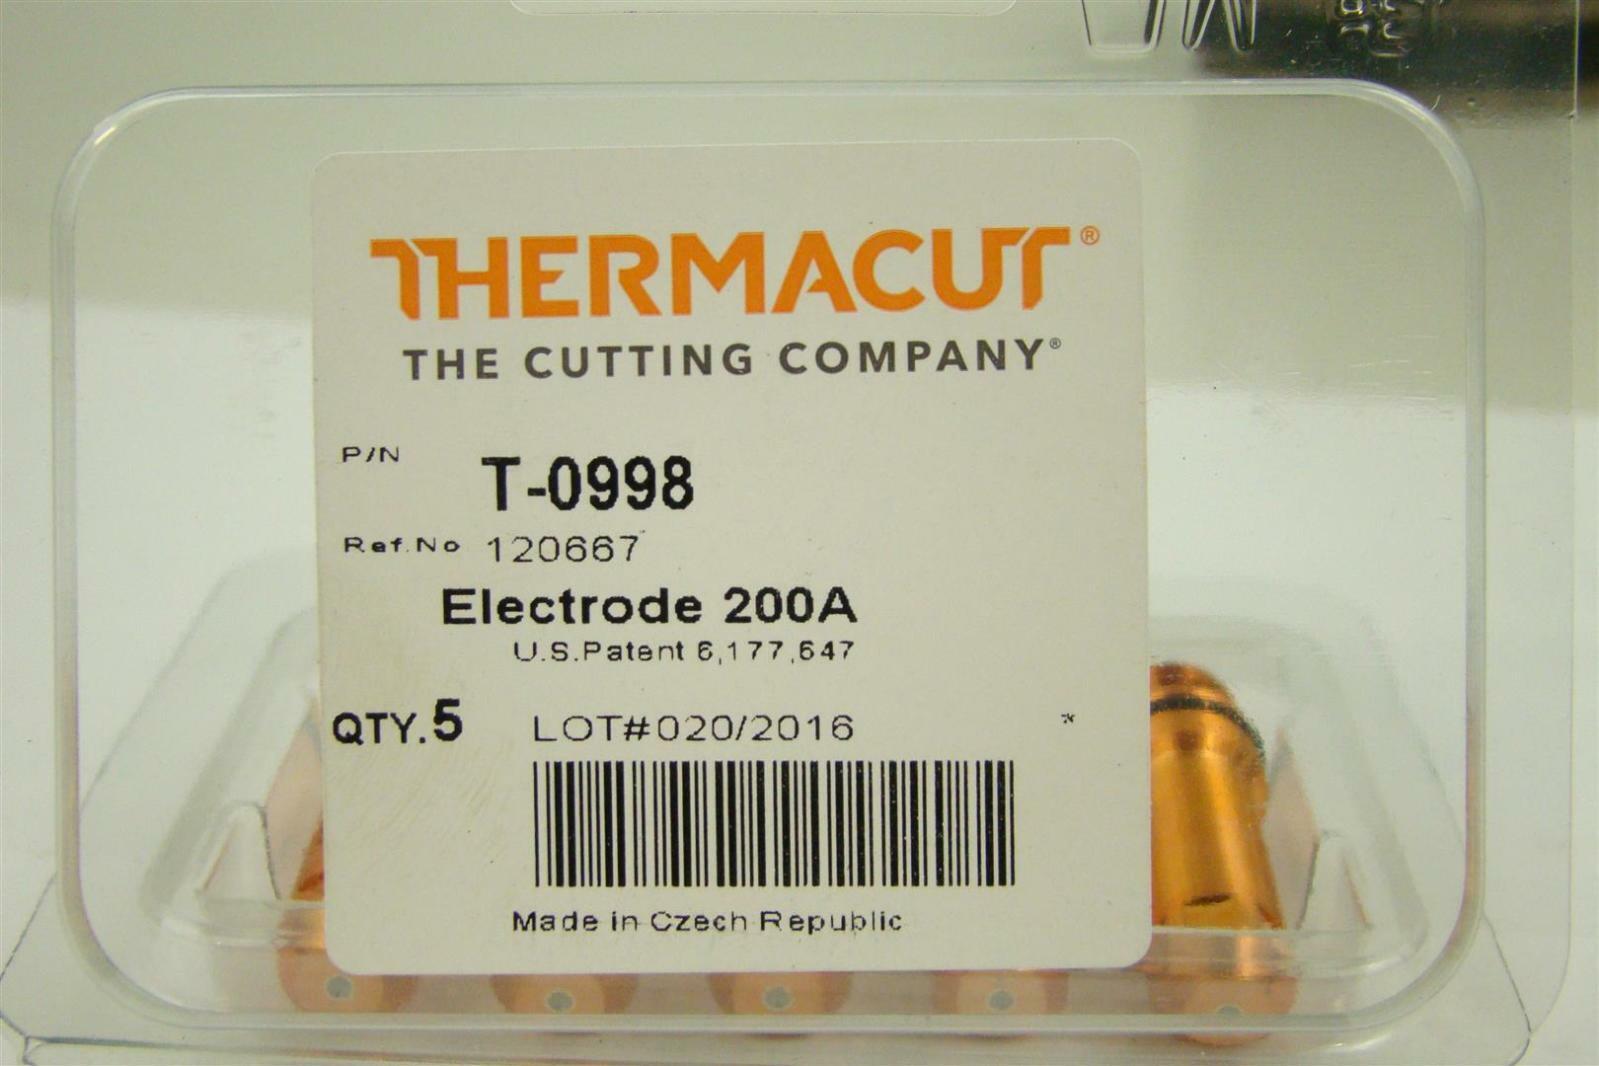 THERMACUT®
THE CUTTING COMPANY®
P/N T-0998
Ref.No 120667
Electrode 200A
U.S.Patent 6,177,647
QTY.5 LOT#020/2016 *
Made in Czech Republic